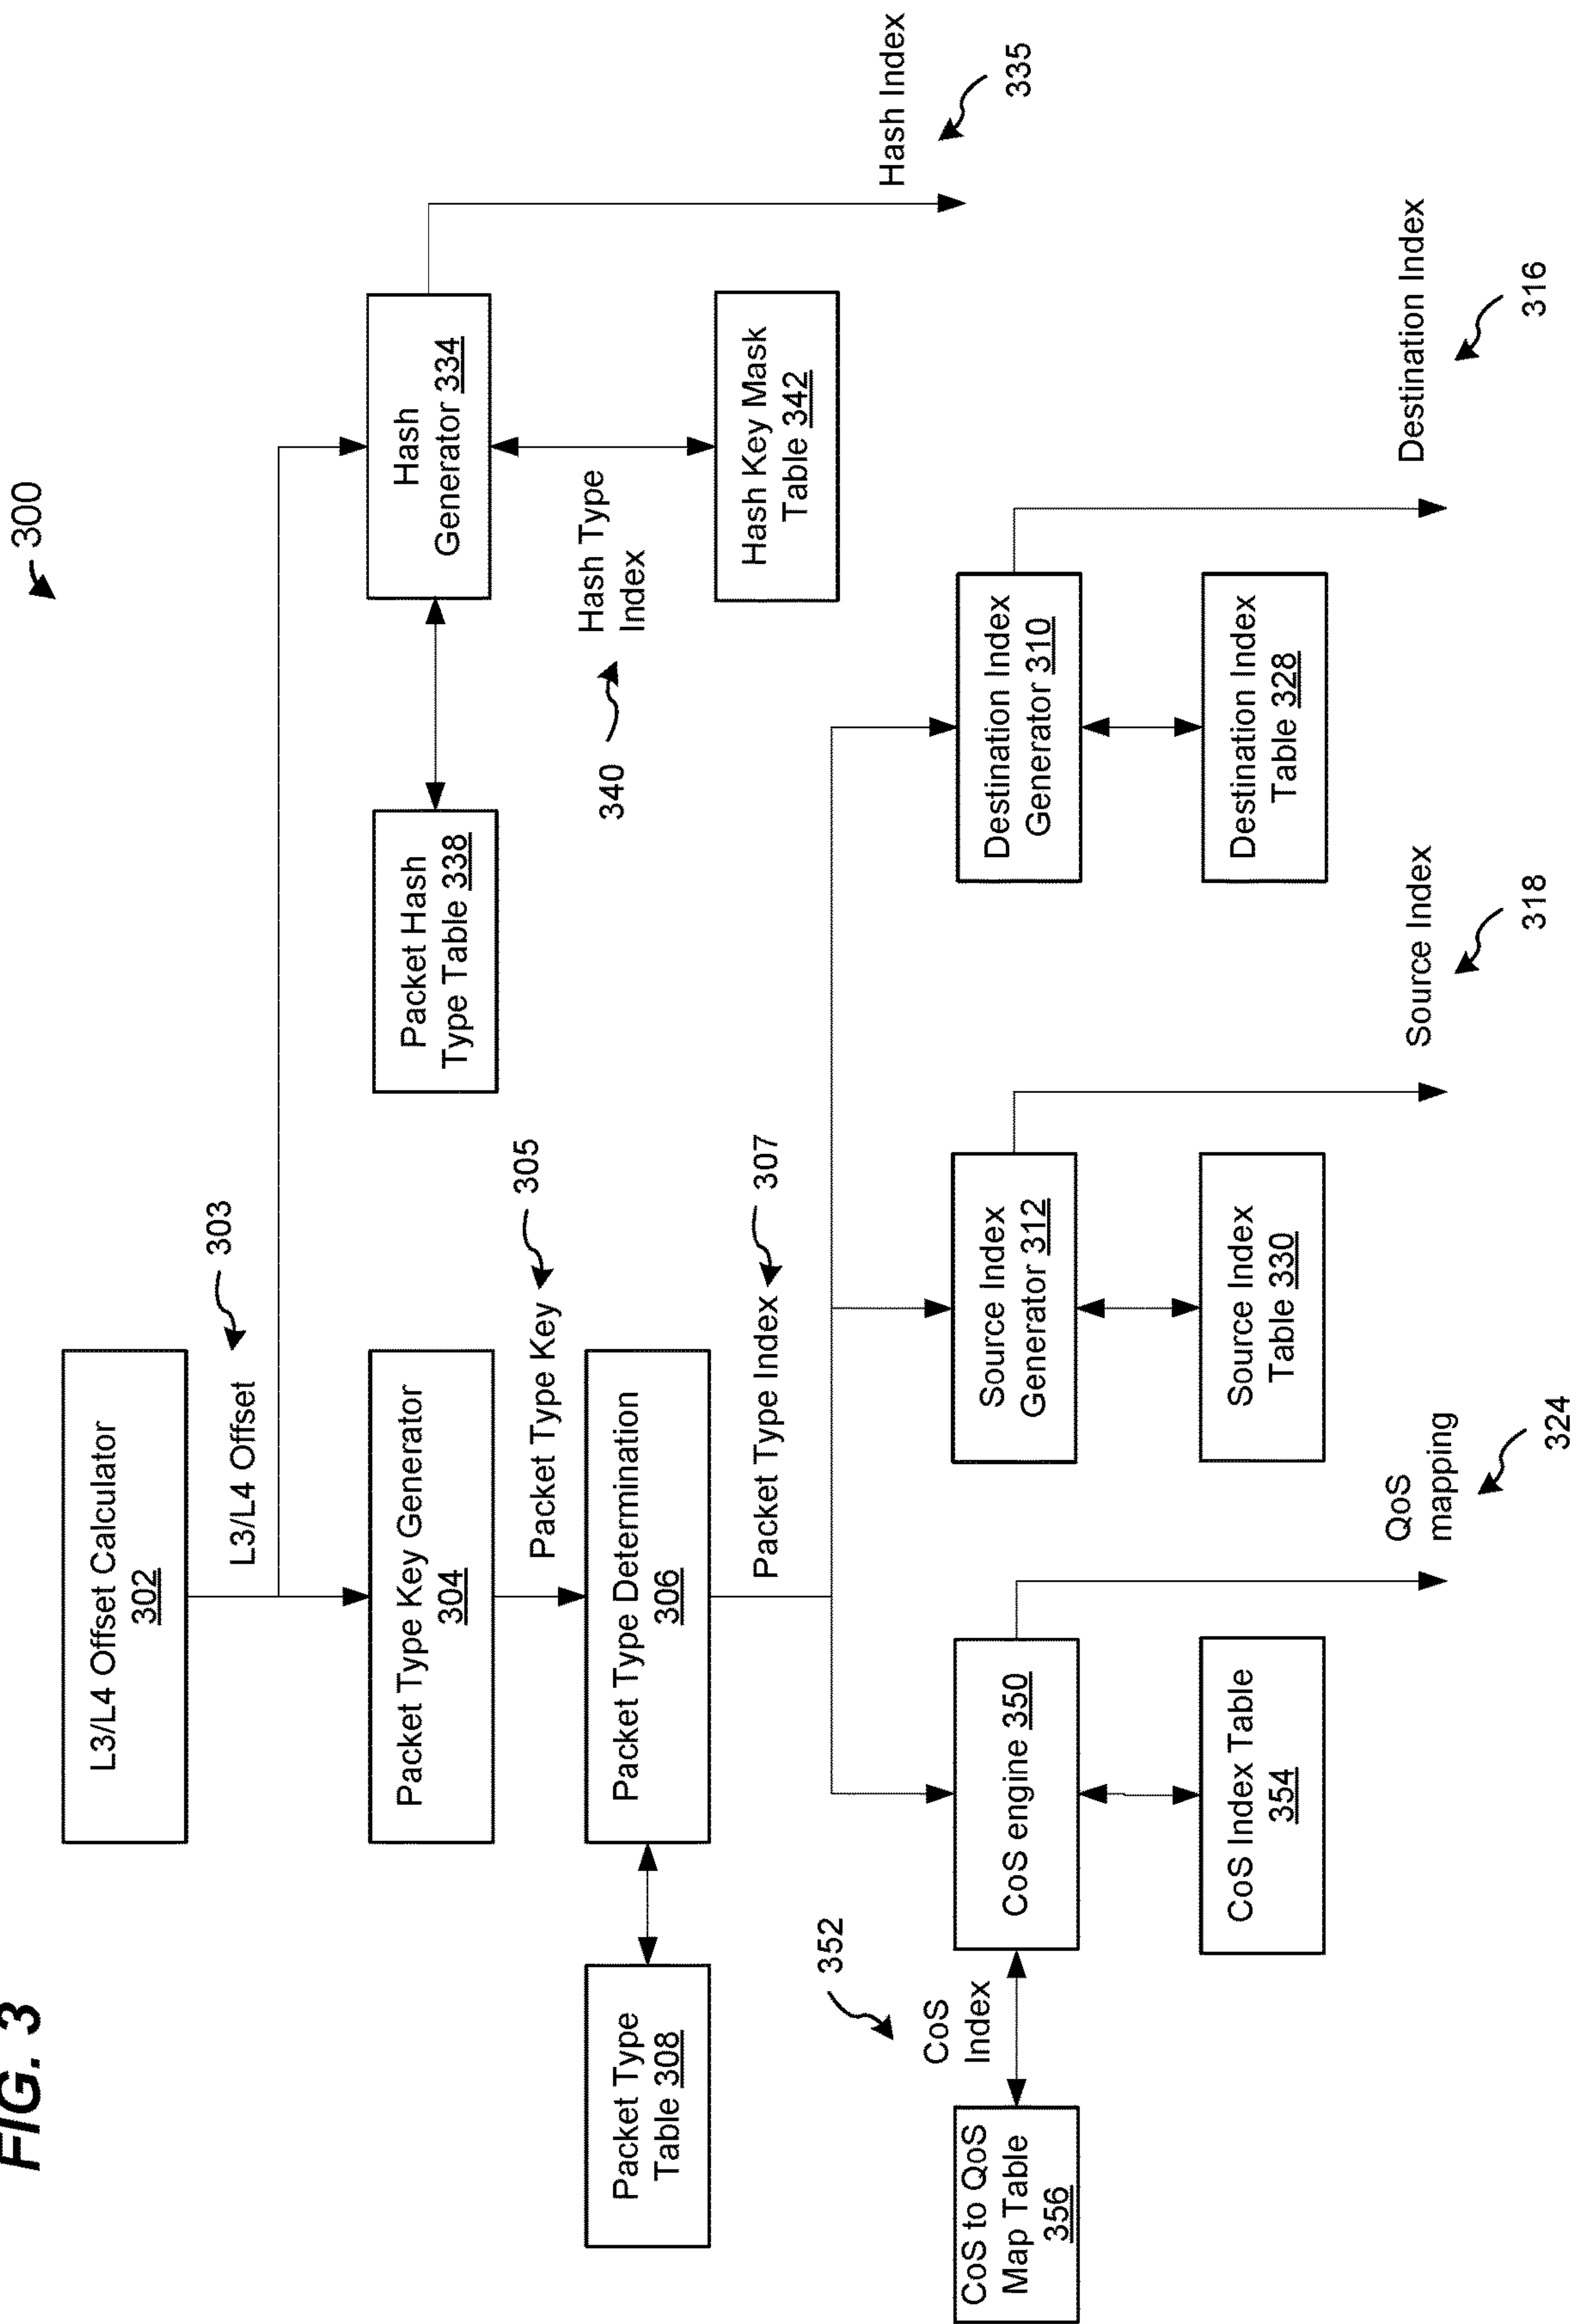 FIG. 3
300
L3/L4 Offset Calculator
302
L3/L4 Offset
303
Packet Type Key Generator
304
Packet Type Key
305
Packet Type
Table 308
Packet Type Determination
306
Packet Type Index
307
Packet Hash
Type Table 338
Hash
Generator 334
340
Hash Type
Index
Hash Key Mask
Table 342
Hash Index
335
352
CoS
Index
CoS to QoS
Map Table
356
CoS engine 350
CoS Index Table
354
QoS
mapping
324
Source Index
Generator 312
Source Index
Table 330
Source Index
318
Destination Index
Generator 310
Destination Index
Table 328
Destination Index
316